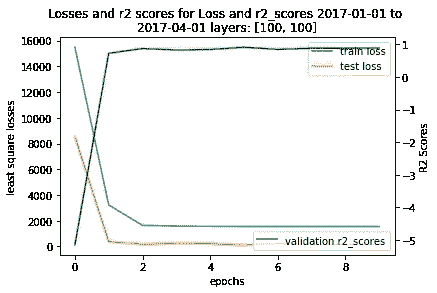 Losses and r2 scores for Loss and r2_scores 2017-01-01 to
2017-04-01 layers: [100, 100]
16000
14000
12000
10000
8000
6000
4000
2000
0
least square losses
1
0
−1
−2
−3
−4
−5
R2 Scores
train loss
test loss
validation r2_scores
0
2
4
6
8
epochs